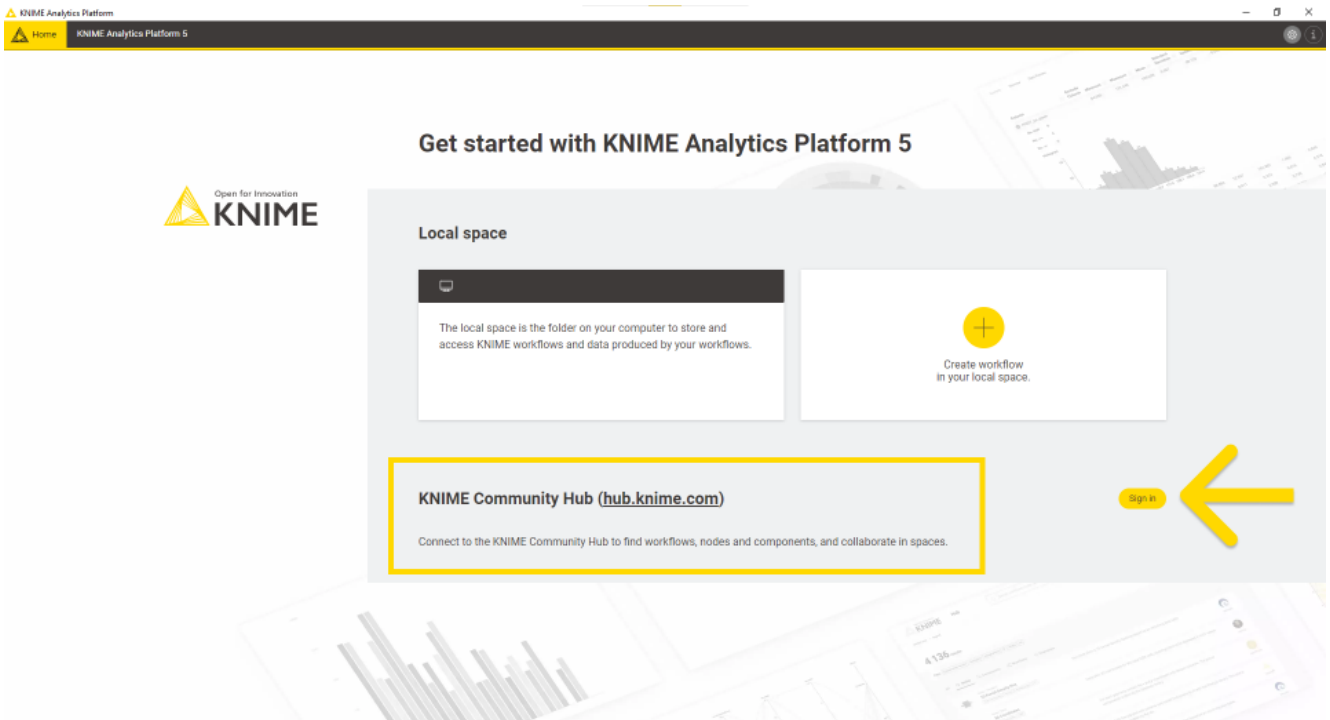 KNIME Analytics Platform
Home
KNIME Analytics Platform 5
Get started with KNIME Analytics Platform 5
Open for Innovation
KNIME
Local space
The local space is the folder on your computer to store and
access KNIME workflows and data produced by your workflows.
Create workflow
in your local space.
KNIME Community Hub (hub.knime.com)
Sign in
Connect to the KNIME Community Hub to find workflows, nodes and components, and collaborate in spaces.
KNIME
4 136